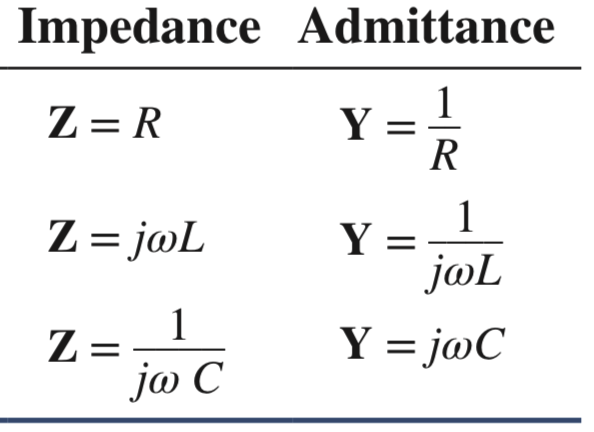 Impedance Admittance
Z = R Y = 1/R
Z = jωL Y = 1/jωL
Z = 1/jω C Y = jωC